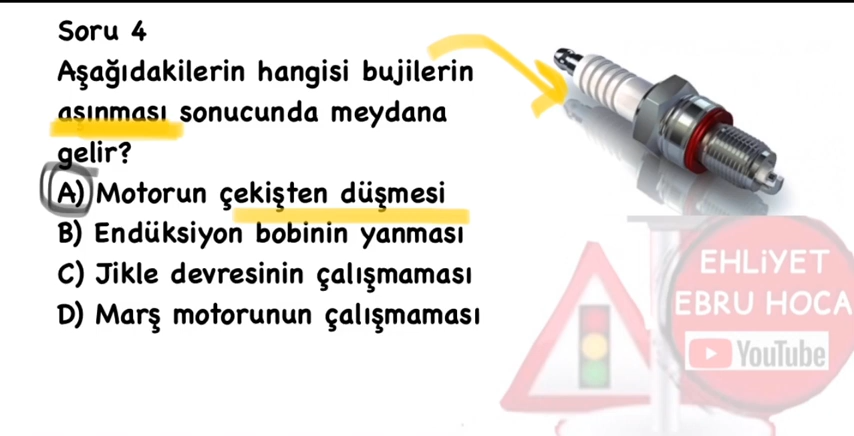 Soru 4
Aşağıdakilerin hangisi bujilerin
aşınması sonucunda meydana
gelir?
A) Motorun çekişten düşmesi
B) Endüksiyon bobinin yanması
C) Jikle devresinin çalışmaması
D) Marş motorunun çalışmaması
EHLİYET
EBRU HOCA
YouTube